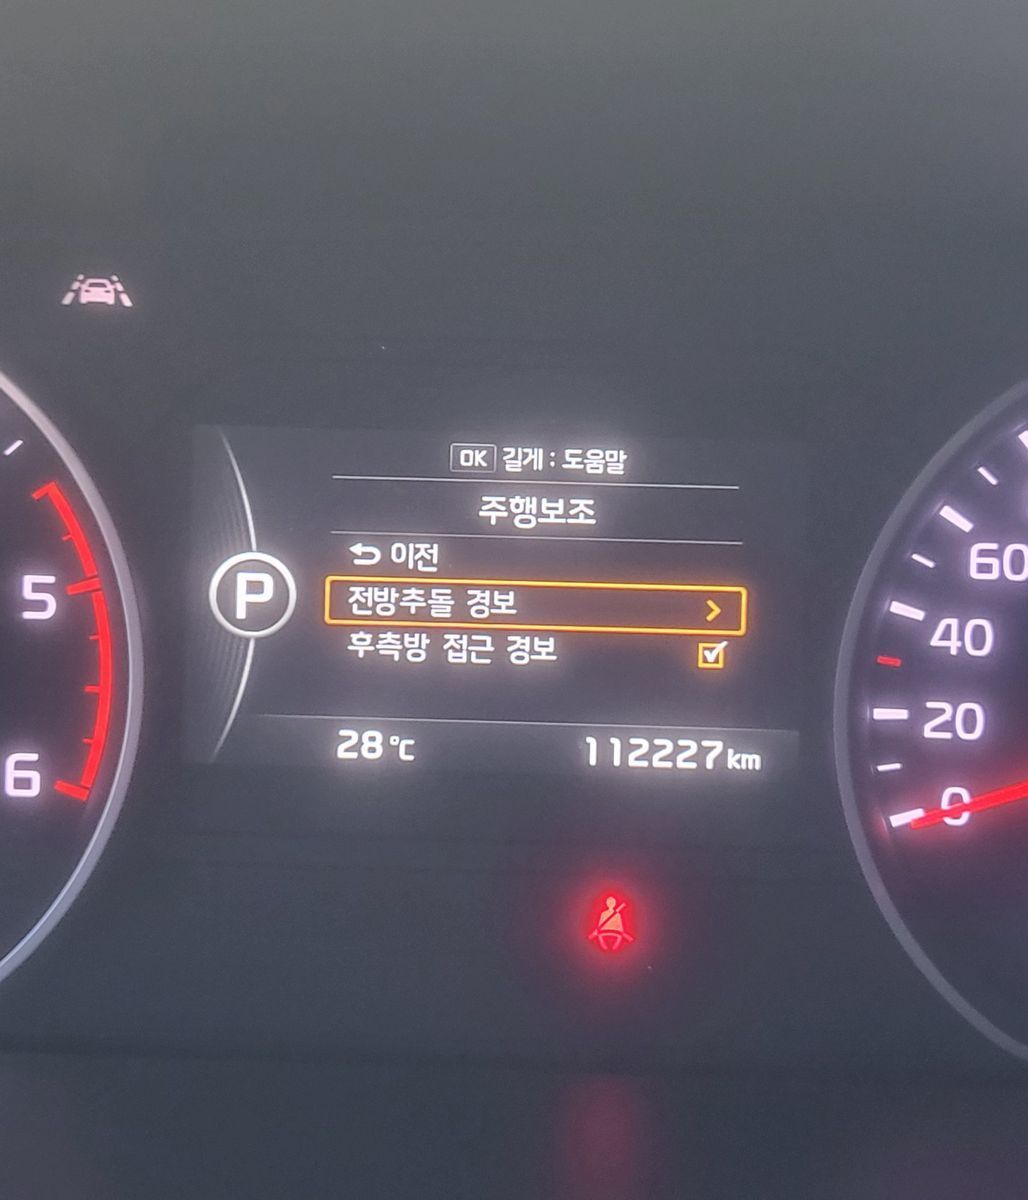 OK 길게 : 도움말
주행보조
이전
전방추돌 경보
후측방 접근 경보
P
28℃
112227km
5
6
60
40
20
0